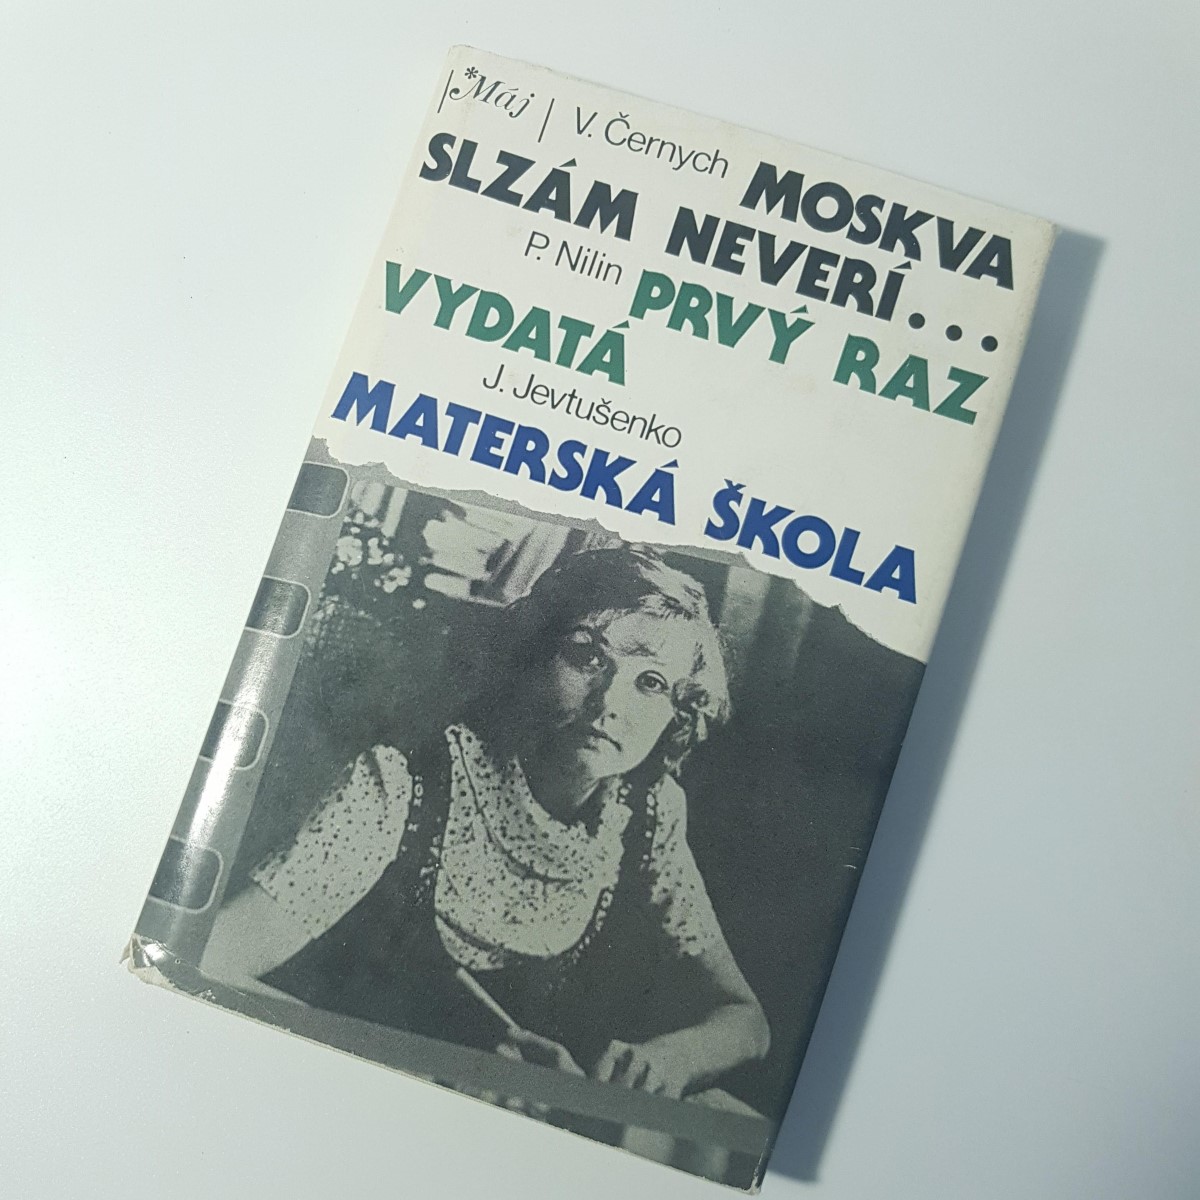 *Máj V. Černych MOSKVA
SLZÁM NEVERÍ...
P. Nilin PRVÝ RAZ
VYDATÁ
J. Jevtušenko
MATERSKÁ ŠKOLA